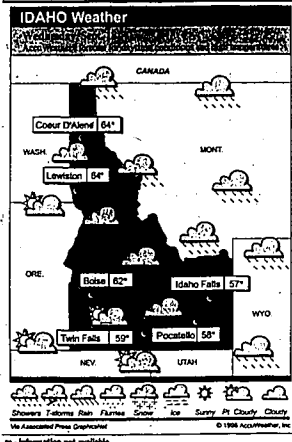 IDAHO Weather
CANADA
Coeur D'Alene 64°
WASH.
MONT.
Lewiston 64°
ORE.
Boise 62°
Idaho Falls 57°
WYO.
Twin Falls 59°
Pocatello 58°
NEV.
UTAH
Showers T-storms Rain Flurries Snow Ice Sunny Pt. Cloudy Cloudy
Via Associated Press GraphicsNet
© 1996 AccuWeather, Inc
Information not available